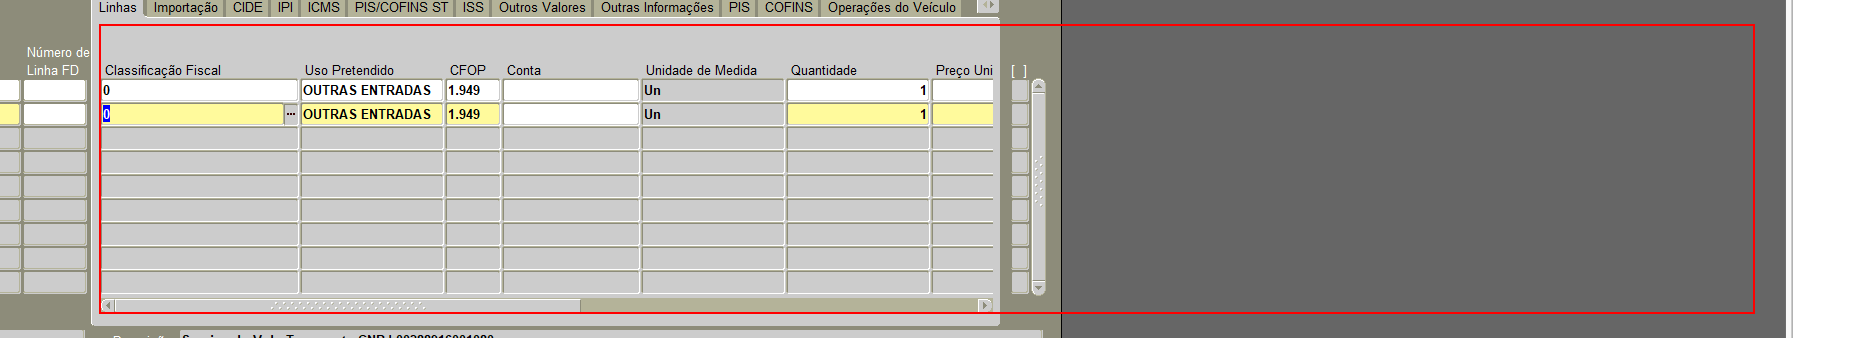 Linhas Importação CIDE IPI ICMS PIS/COFINS ST ISS Outros Valores Outras Informações PIS COFINS Operações do Veículo
Número de
Linha FD Classificação Fiscal Uso Pretendido CFOP Conta Unidade de Medida Quantidade Preço Uni [ ]
0 OUTRAS ENTRADAS 1.949 Un 1
0 ... OUTRAS ENTRADAS 1.949 Un 1